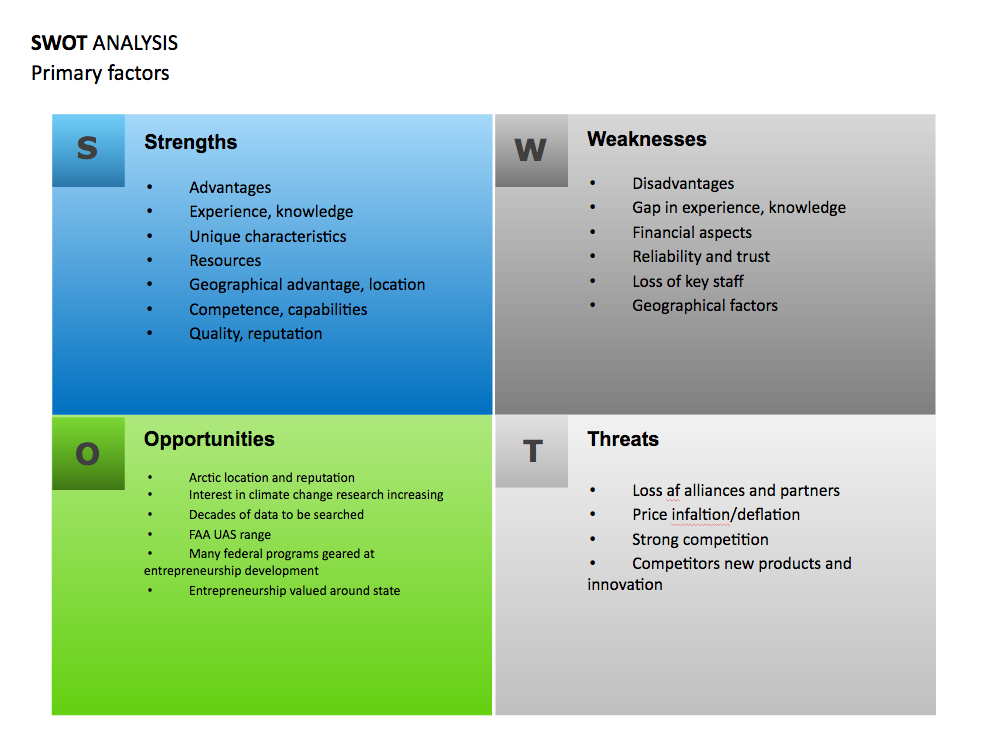 SWOT ANALYSIS
Primary factors
S
Strengths
• Advantages
• Experience, knowledge
• Unique characteristics
• Resources
• Geographical advantage, location
• Competence, capabilities
• Quality, reputation
W
Weaknesses
• Disadvantages
• Gap in experience, knowledge
• Financial aspects
• Reliability and trust
• Loss of key staff
• Geographical factors
O
Opportunities
• Arctic location and reputation
• Interest in climate change research increasing
• Decades of data to be searched
• FAA UAS range
• Many federal programs geared at
entrepreneurship development
• Entrepreneurship valued around state
T
Threats
• Loss af alliances and partners
• Price infaltion/deflation
• Strong competition
• Competitors new products and
innovation